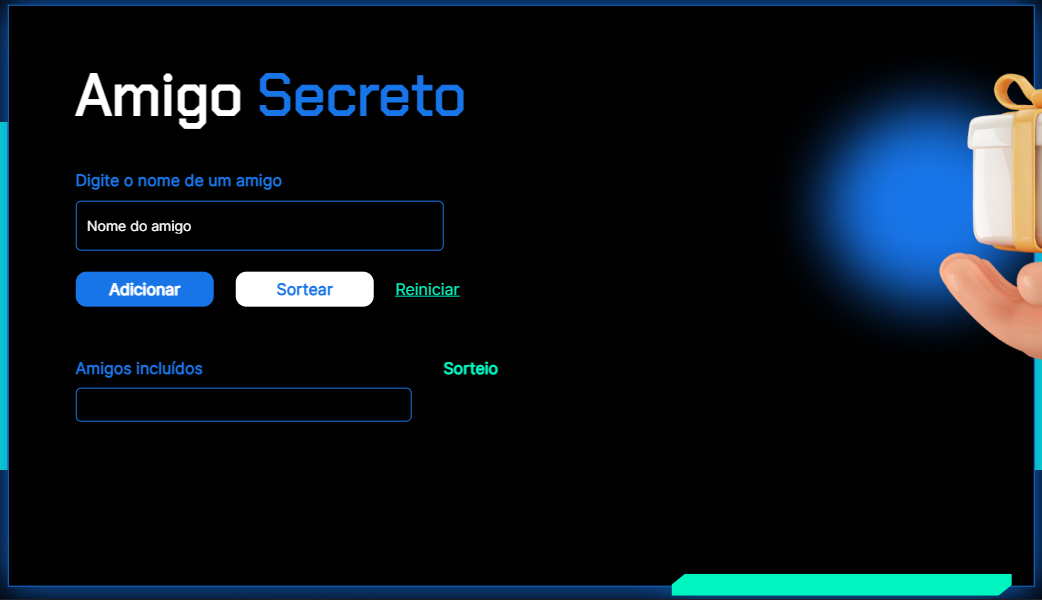 Amigo Secreto
Digite o nome de um amigo
Nome do amigo
Adicionar Sortear Reiniciar
Amigos incluídos Sorteio